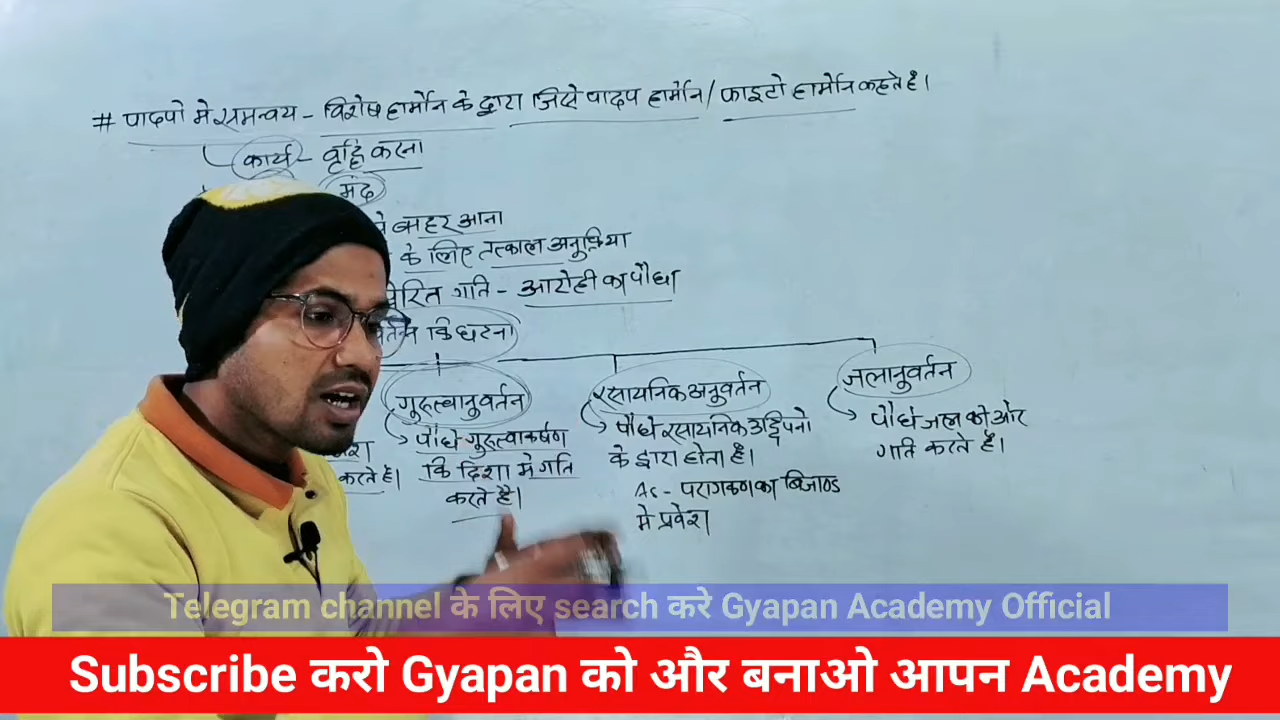 # पादपो मे समन्वय - विशेष हार्मोन के द्वारा जिसे पादप हार्मोन / फाइटो हार्मोन कहते है।
कार्य - वृद्धि करना
मंद
बाहर आना
के लिए तत्काल अनुक्रिया
प्रेरित गति - आरोही का पौधा
कि घटना
गुरुत्वानुवर्तन
रसायनिक अनुवर्तन
जलानुवर्तन
करते है।
पौधे गुरुत्वाकर्षण
कि दिशा मे गति
करते है।
पौधे रसायनिक उद्दिपनो
के द्वारा होता है।
As - परागकण का बिजाण्ड
मे प्रवेश
पौधे जल की ओर
गति करते है।
Telegram channel के लिए search करे Gyapan Academy Official
Subscribe करो Gyapan को और बनाओ आपन Academy